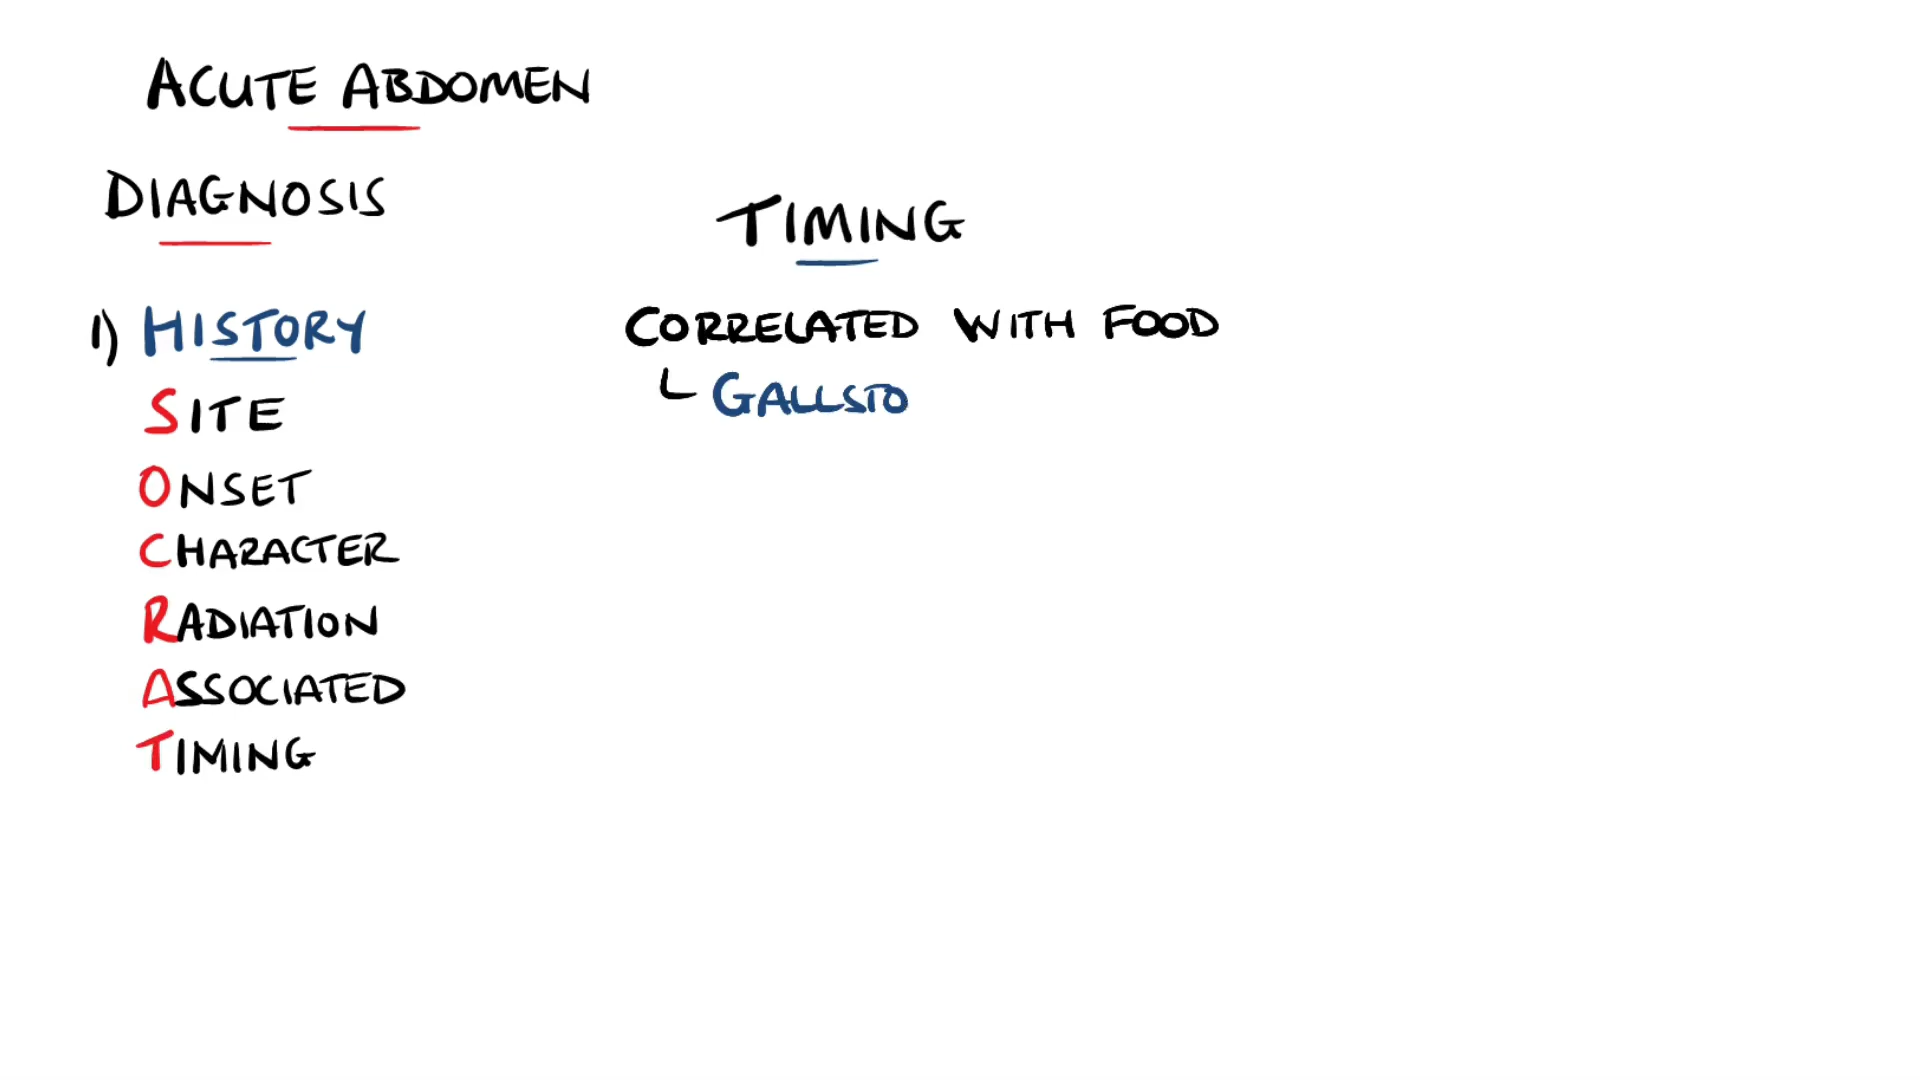 ACUTE ABDOMEN
DIAGNOSIS
1) HISTORY
SITE
ONSET
CHARACTER
RADIATION
ASSOCIATED
TIMING
TIMING
CORRELATED WITH FOOD
GALLSTO